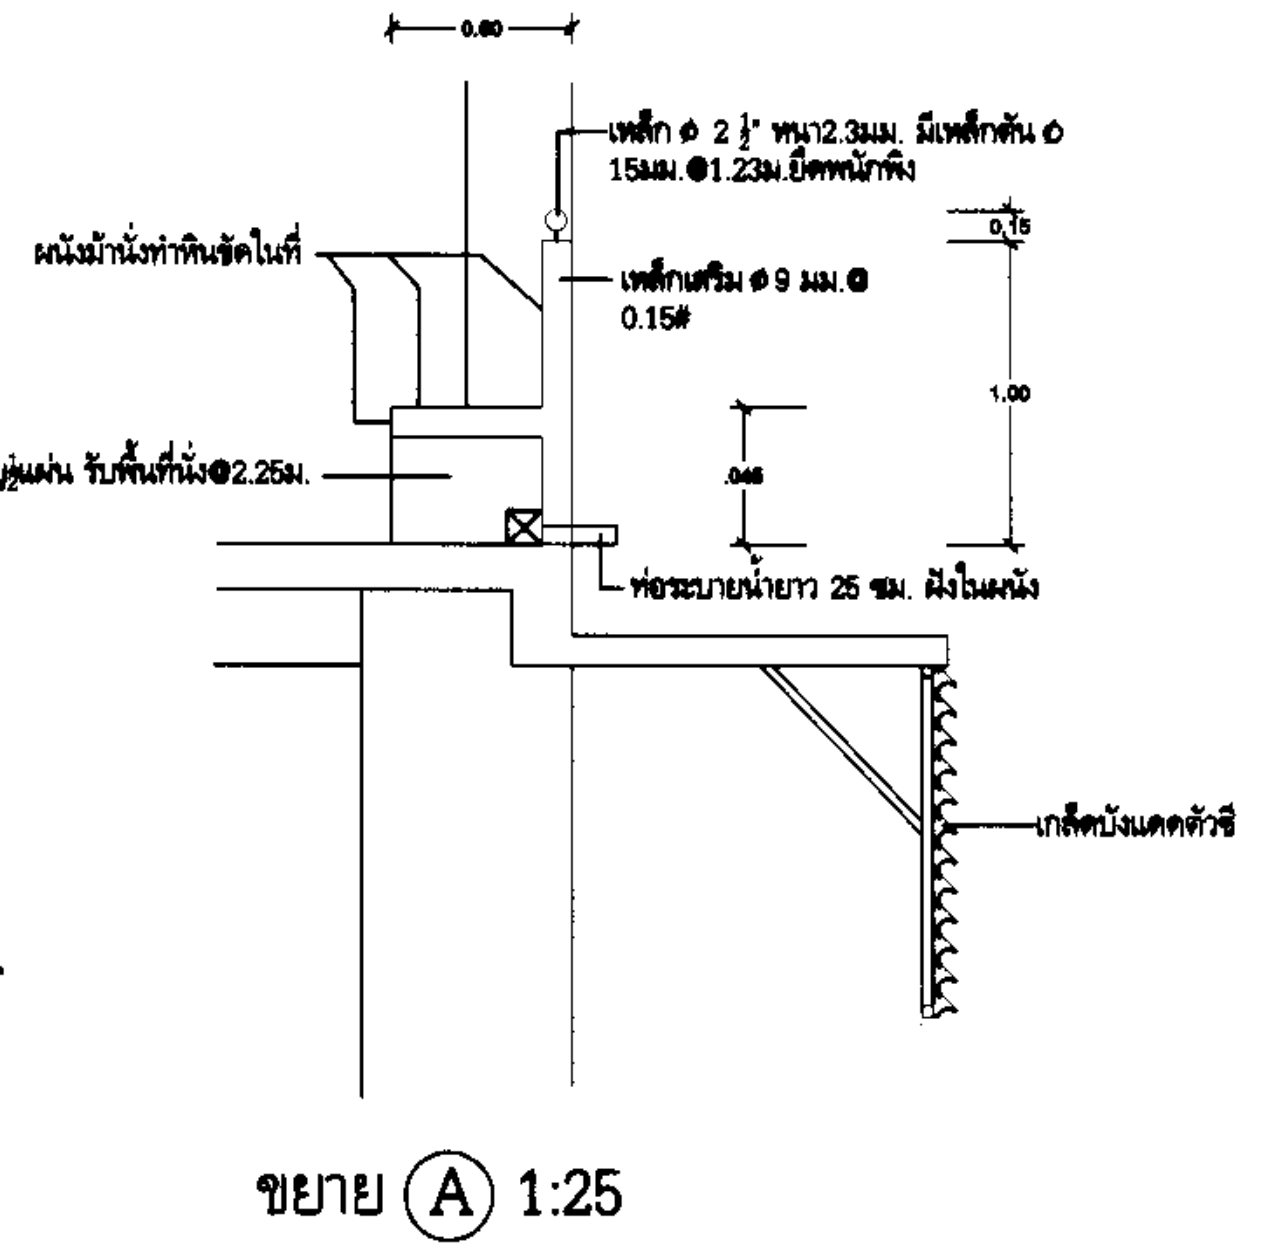 0.60
เหล็ก ø 2 ½" หนา2.3มม. มีเหล็กตัน ø
15มม.@1.23ม.ยึดพนักพิง
0.15
ผนังม้านั่งทำหินขัดในที่
เหล็กเสริม ø 9 มม.@
0.15#
1.00
½แผ่น รับพื้นที่นั่ง@2.25ม.
.045
ท่อระบายน้ำยาว 25 ซม. ฝังในผนัง
เกล็ดบังแดดตัวซี
ขยาย A 1:25